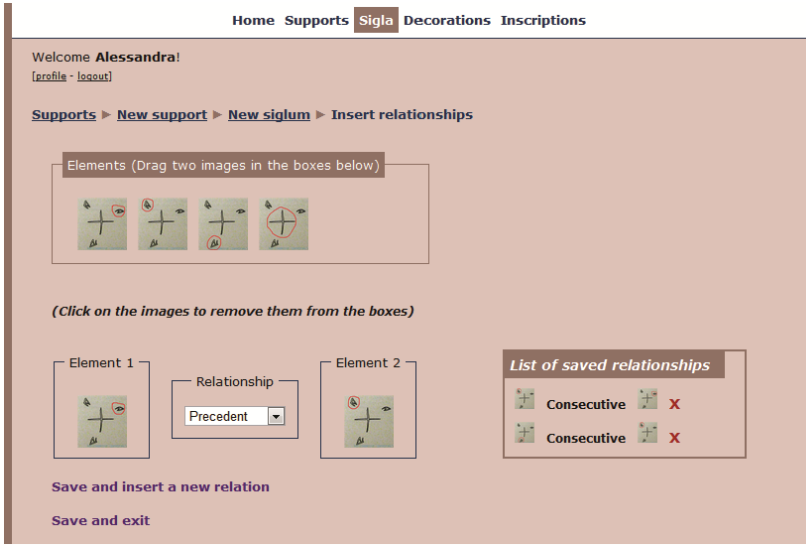 Home Supports Sigla Decorations Inscriptions
Welcome Alessandra!
[profile - logout]
Supports ▶ New support ▶ New siglum ▶ Insert relationships
Elements (Drag two images in the boxes below)
(Click on the images to remove them from the boxes)
Element 1
Relationship
Precedent
Element 2
List of saved relationships
Consecutive X
Consecutive X
Save and insert a new relation
Save and exit